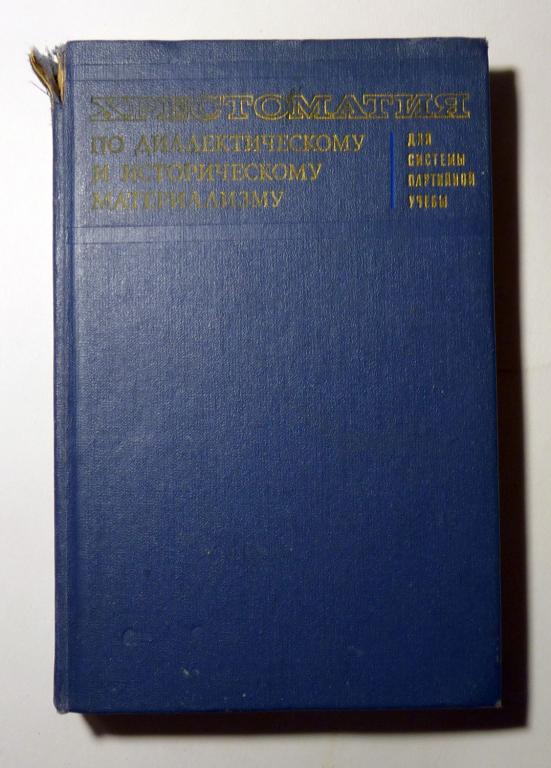 ХРЕСТОМАТИЯ
ПО ДИАЛЕКТИЧЕСКОМУ
И ИСТОРИЧЕСКОМУ
МАТЕРИАЛИЗМУ
ДЛЯ
СИСТЕМЫ
ПАРТИЙНОЙ
УЧЕБЫ